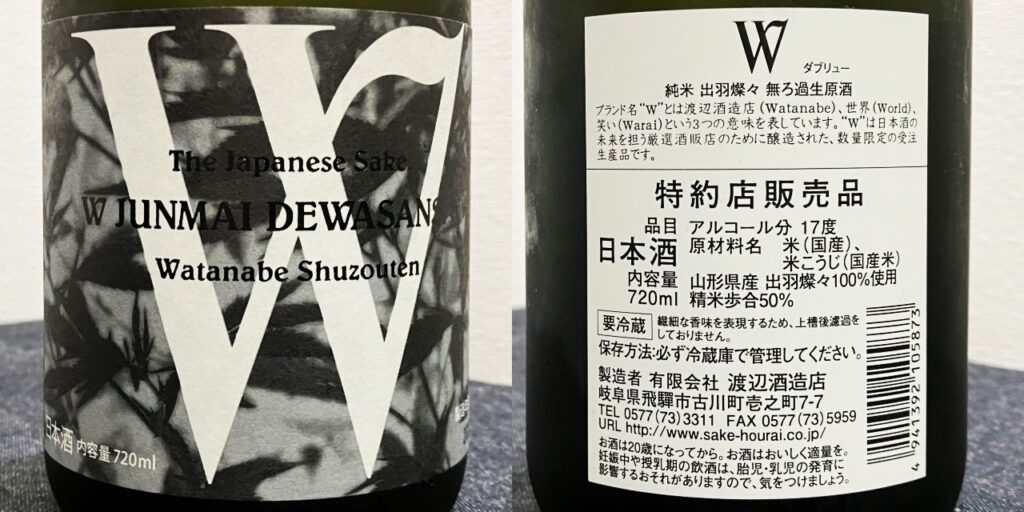 W
The Japanese Sake
W JUNMAI DEWASANS
Watanabe Shuzouten
日本酒 内容量 720ml
W
ダブリュー
純米 出羽燦々 無ろ過生原酒
ブランド名"W"とは渡辺酒造店(Watanabe)、世界(World)、
笑い(Warai)という3つの意味を表しています。"W"は日本酒の
未来を担う厳選酒販店のために醸造された、数量限定の受注
生産品です。
特約店販売品
品目 アルコール分 17度
日本酒 原材料名 米(国産)、
米こうじ(国産米)
内容量 山形県産 出羽燦々100%使用
720ml 精米歩合50%
要冷蔵 繊細な香味を表現するため、上槽後濾過を
しておりません。
保存方法:必ず冷蔵庫で管理してください。
製造者 有限会社 渡辺酒造店
岐阜県飛騨市古川町壱之町7-7
TEL 0577(73)3311 FAX 0577(73)5959
URL http://www.sake-hourai.co.jp/
お酒は20歳になってから。お酒はおいしく適量を。
妊娠中や授乳期の飲酒は、胎児・乳児の発育に
影響するおそれがありますので、気をつけましょう。
4 941392 105873